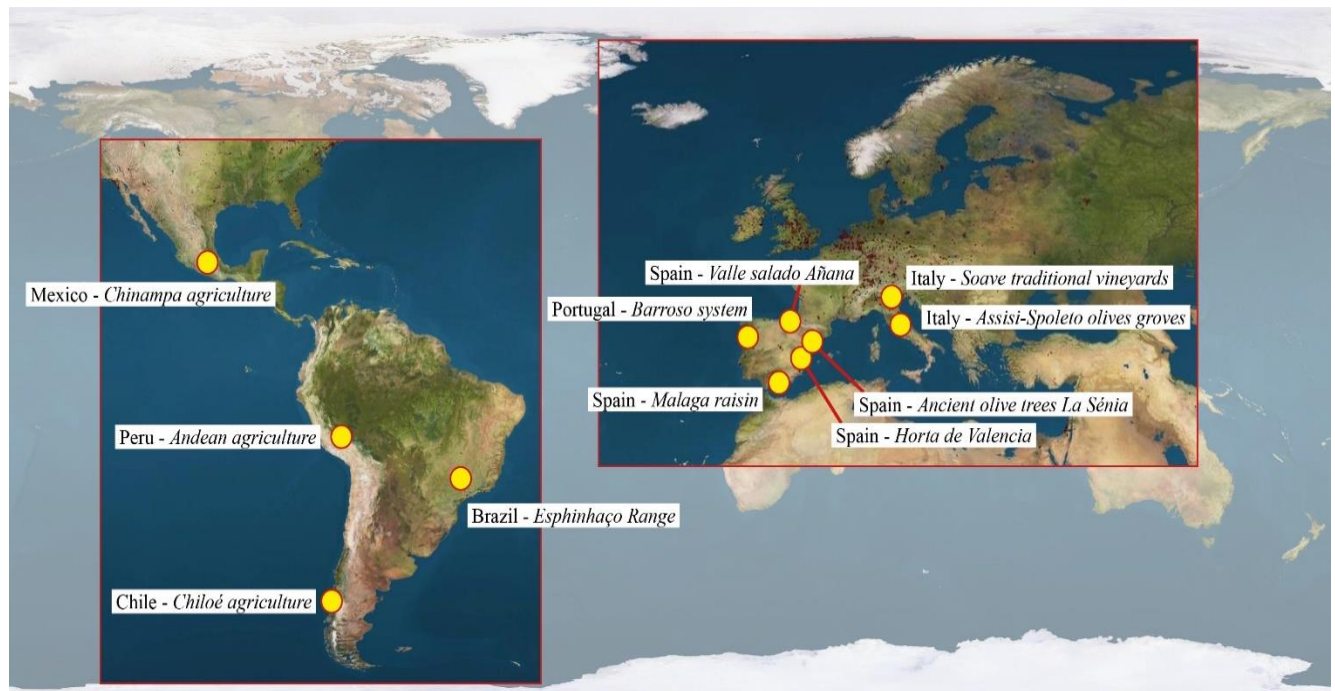 Mexico - Chinampa agriculture
Peru - Andean agriculture
Brazil - Esphinhaço Range
Chile - Chiloé agriculture
Spain - Valle salado Añana
Portugal - Barroso system
Spain - Malaga raisin
Italy - Soave traditional vineyards
Italy - Assisi-Spoleto olives groves
Spain - Ancient olive trees La Sénia
Spain - Horta de Valencia